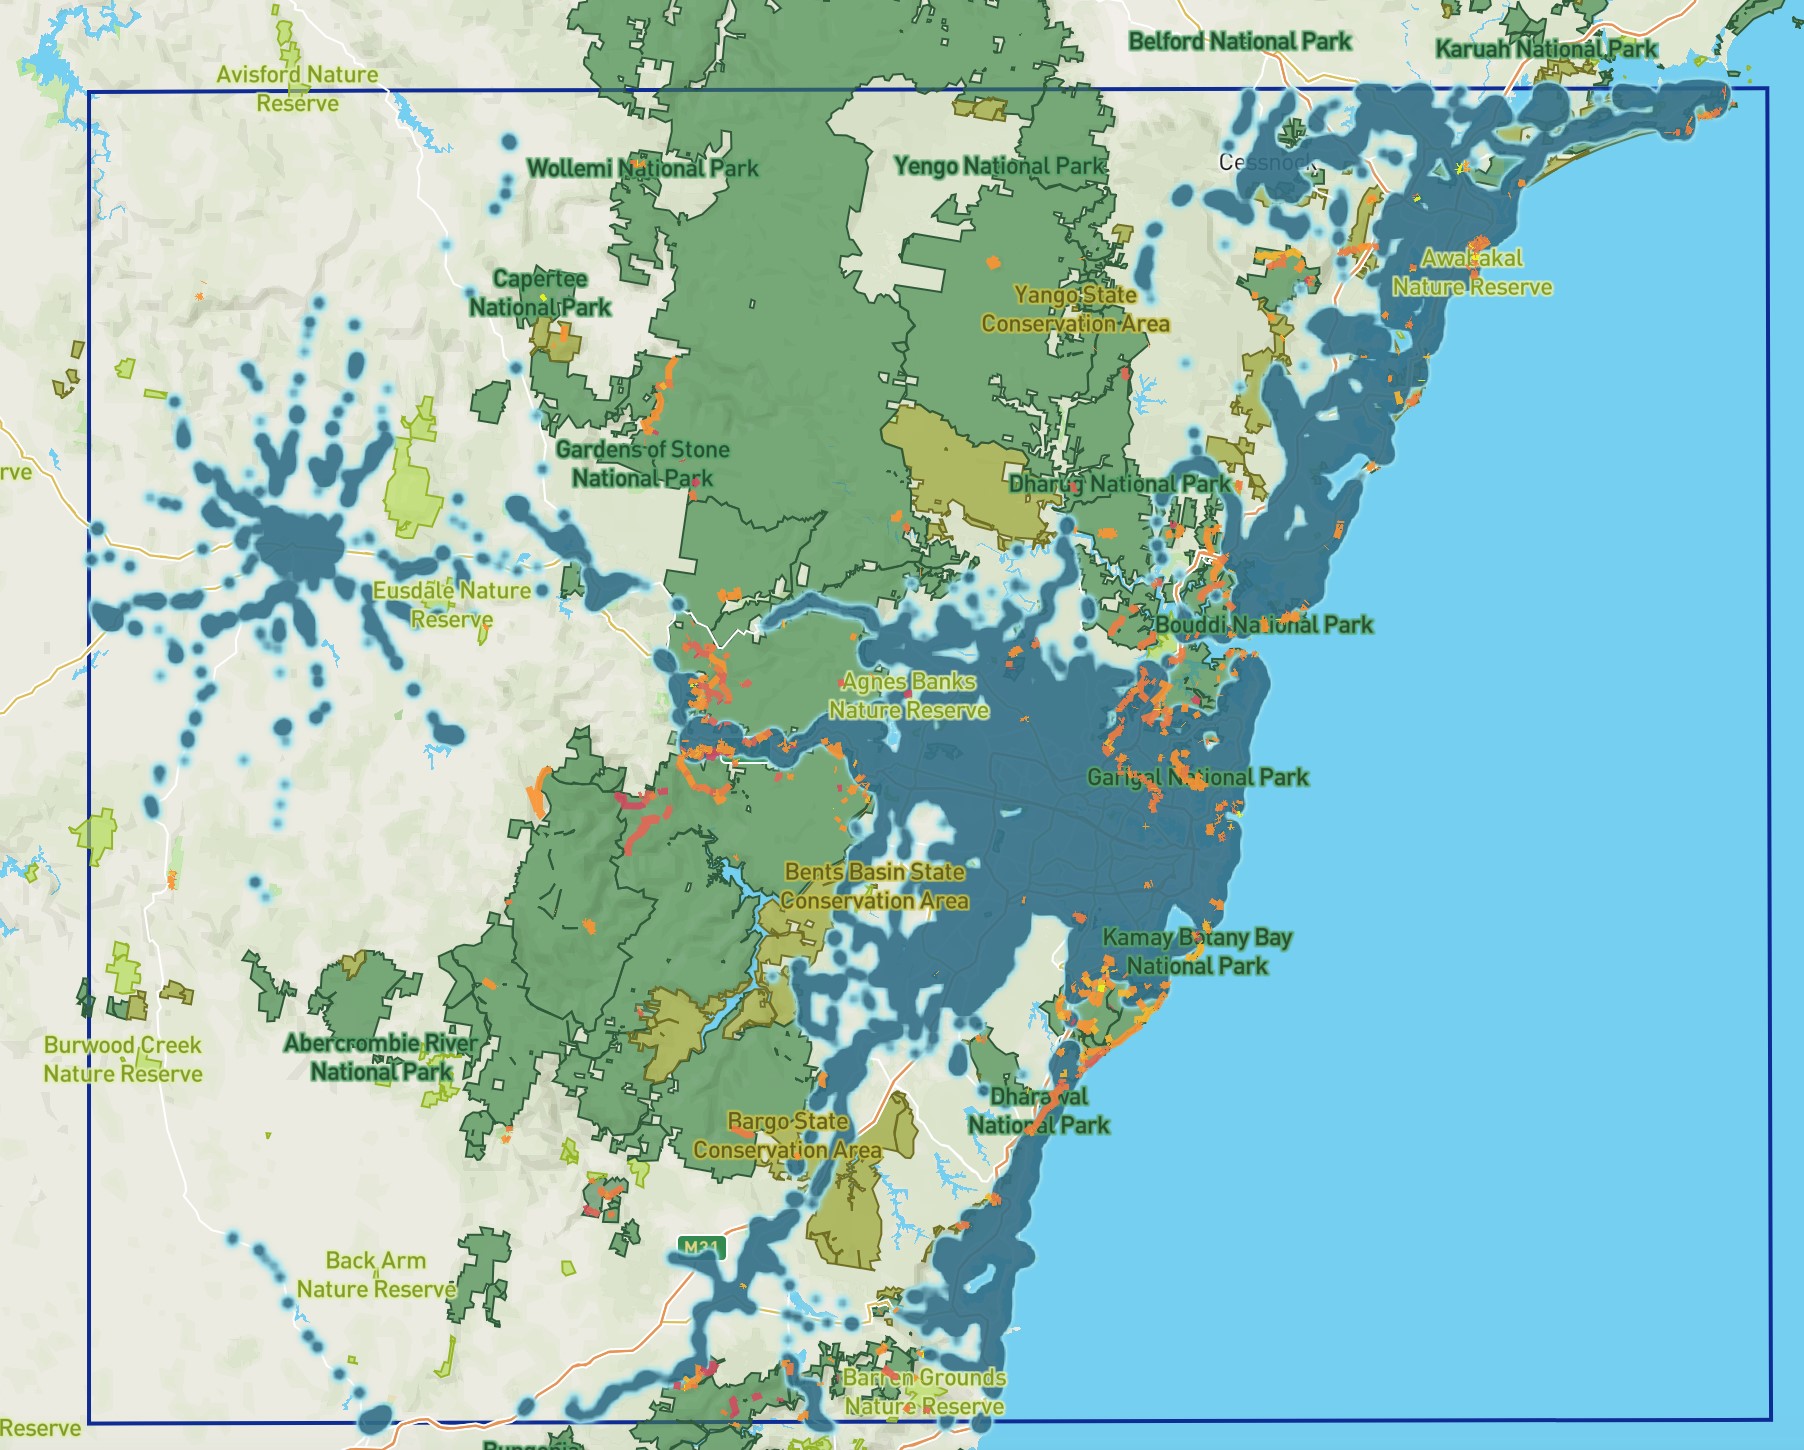 Belford National Park
Karuah National Park
Avisford Nature
Reserve
Wollemi National Park
Yengo National Park
Cessnock
Capertee
National Park
Yango State
Conservation Area
Awabakal
Nature Reserve
Gardens of Stone
National Park
rve
Dharug National Park
Eusdale Nature
Reserve
Bouddi National Park
Agnes Banks
Nature Reserve
Garigal National Park
Bents Basin State
Conservation Area
Kamay Botany Bay
National Park
Burwood Creek
Nature Reserve
Abercrombie River
National Park
Dharawal
National Park
Bargo State
Conservation Area
M31
Back Arm
Nature Reserve
Barren Grounds
Nature Reserve
Reserve
Bungonia